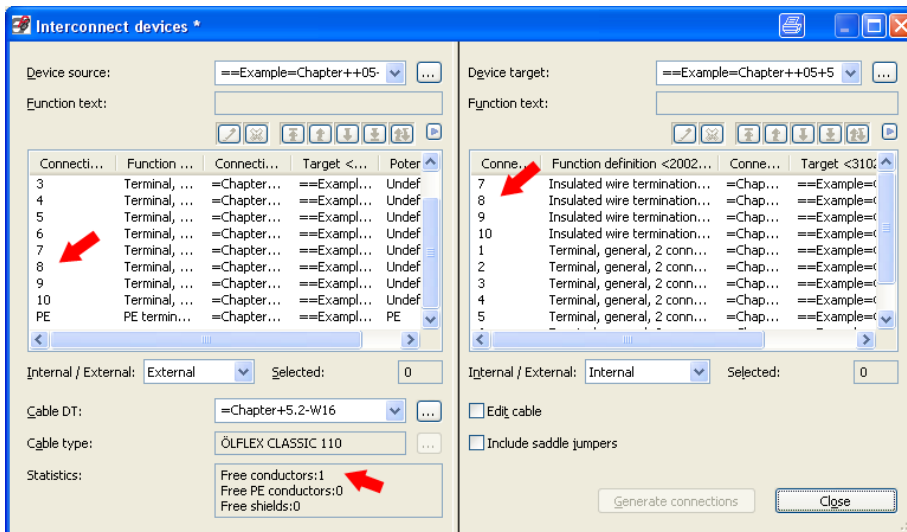 Interconnect devices *
Device source:
==Example=Chapter++05-
...
Function text:
Connecti... Function ... Connecti... Target <... Poter
3 Terminal, ... =Chapter... ==Exampl... Undef
4 Terminal, ... =Chapter... ==Exampl... Undef
5 Terminal, ... =Chapter... ==Exampl... Undef
6 Terminal, ... =Chapter... ==Exampl... Undef
7 Terminal, ... =Chapter... ==Exampl... Undef
8 Terminal, ... =Chapter... ==Exampl... Undef
9 Terminal, ... =Chapter... ==Exampl... Undef
10 Terminal, ... =Chapter... ==Exampl... Undef
PE PE termin... =Chapter... ==Exampl... PE
Internal / External: External Selected: 0
Cable DT: =Chapter+5.2-W16 ...
Cable type: ÖLFLEX CLASSIC 110 ...
Statistics:
Free conductors:1
Free PE conductors:0
Free shields:0
Device target:
==Example=Chapter++05+5
...
Function text:
Conne... Function definition <2002... Conne... Target <3102
7 Insulated wire termination... =Chap... ==Example=C
8 Insulated wire termination... =Chap... ==Example=C
9 Insulated wire termination... =Chap... ==Example=C
10 Insulated wire termination... =Chap... ==Example=C
1 Terminal, general, 2 conn... =Chap... ==Example=C
2 Terminal, general, 2 conn... =Chap... ==Example=C
3 Terminal, general, 2 conn... =Chap... ==Example=C
4 Terminal, general, 2 conn... =Chap... ==Example=C
5 Terminal, general, 2 conn... =Chap... ==Example=C
Internal / External: Internal Selected: 0
Edit cable
Include saddle jumpers
Generate connections
Close